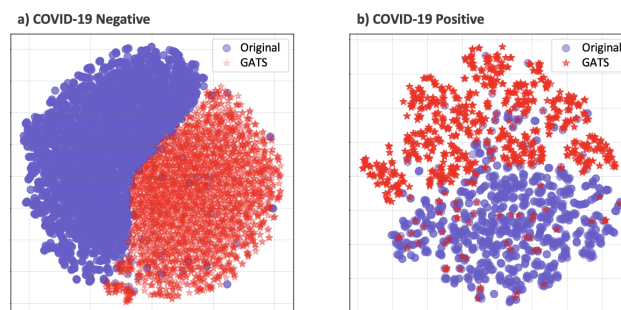 a) COVID-19 Negative
Original
GATS
b) COVID-19 Positive
Original
GATS